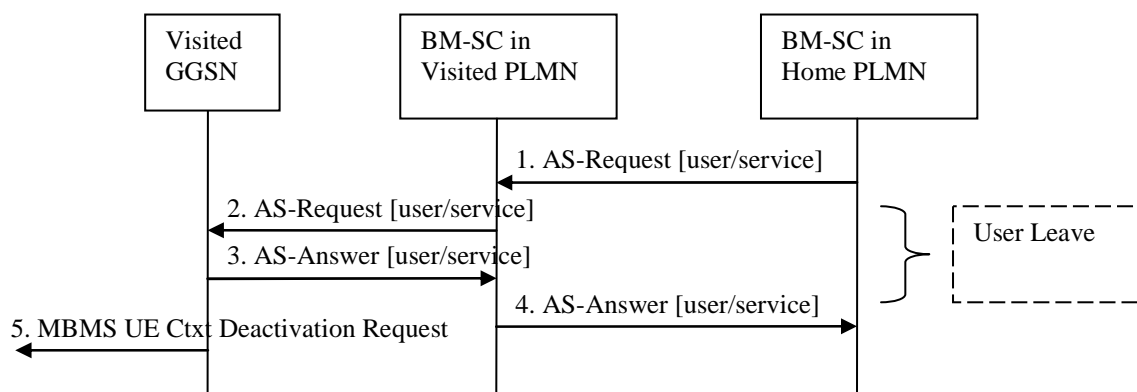 Visited
GGSN
BM-SC in
Visited PLMN
BM-SC in
Home PLMN
1. AS-Request [user/service]
2. AS-Request [user/service]
User Leave
3. AS-Answer [user/service]
4. AS-Answer [user/service]
5. MBMS UE Ctxt Deactivation Request